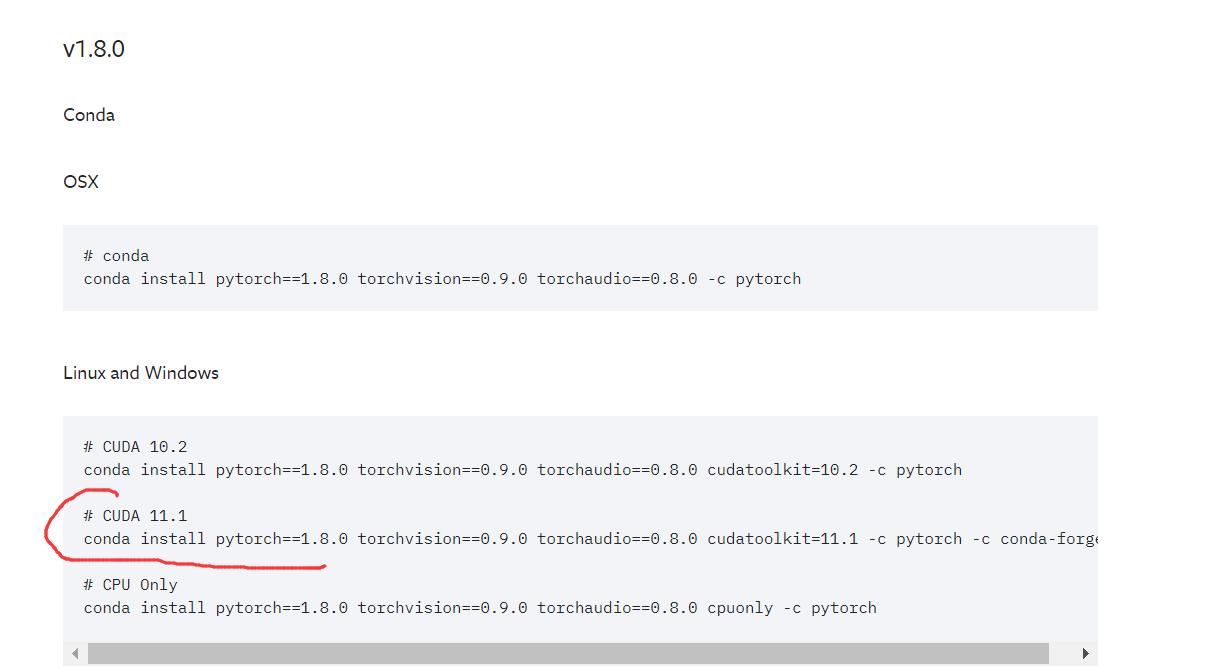 v1.8.0
Conda
OSX
# conda
conda install pytorch==1.8.0 torchvision==0.9.0 torchaudio==0.8.0 -c pytorch
Linux and Windows
# CUDA 10.2
conda install pytorch==1.8.0 torchvision==0.9.0 torchaudio==0.8.0 cudatoolkit=10.2 -c pytorch
# CUDA 11.1
conda install pytorch==1.8.0 torchvision==0.9.0 torchaudio==0.8.0 cudatoolkit=11.1 -c pytorch -c conda-forge
# CPU Only
conda install pytorch==1.8.0 torchvision==0.9.0 torchaudio==0.8.0 cpuonly -c pytorch